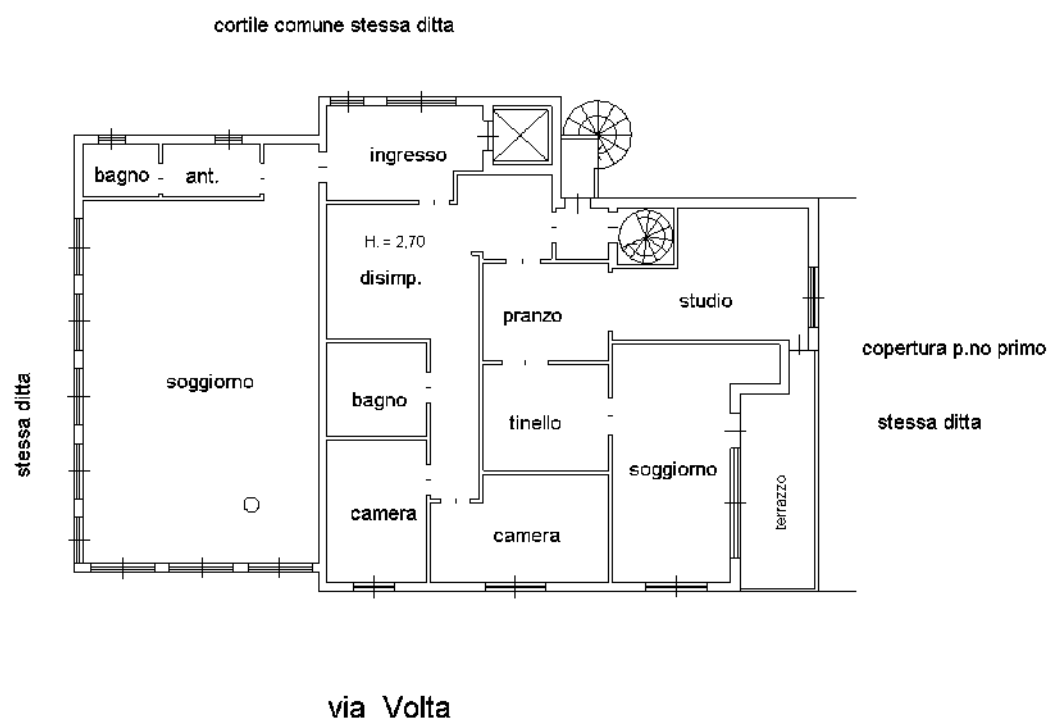 cortile comune stessa ditta
ingresso
bagno
ant.
H. = 2,70
disimp.
studio
pranzo
copertura p.no primo
soggiorno
bagno
tinello
stessa ditta
stessa ditta
soggiorno
terrazzo
camera
camera
via Volta